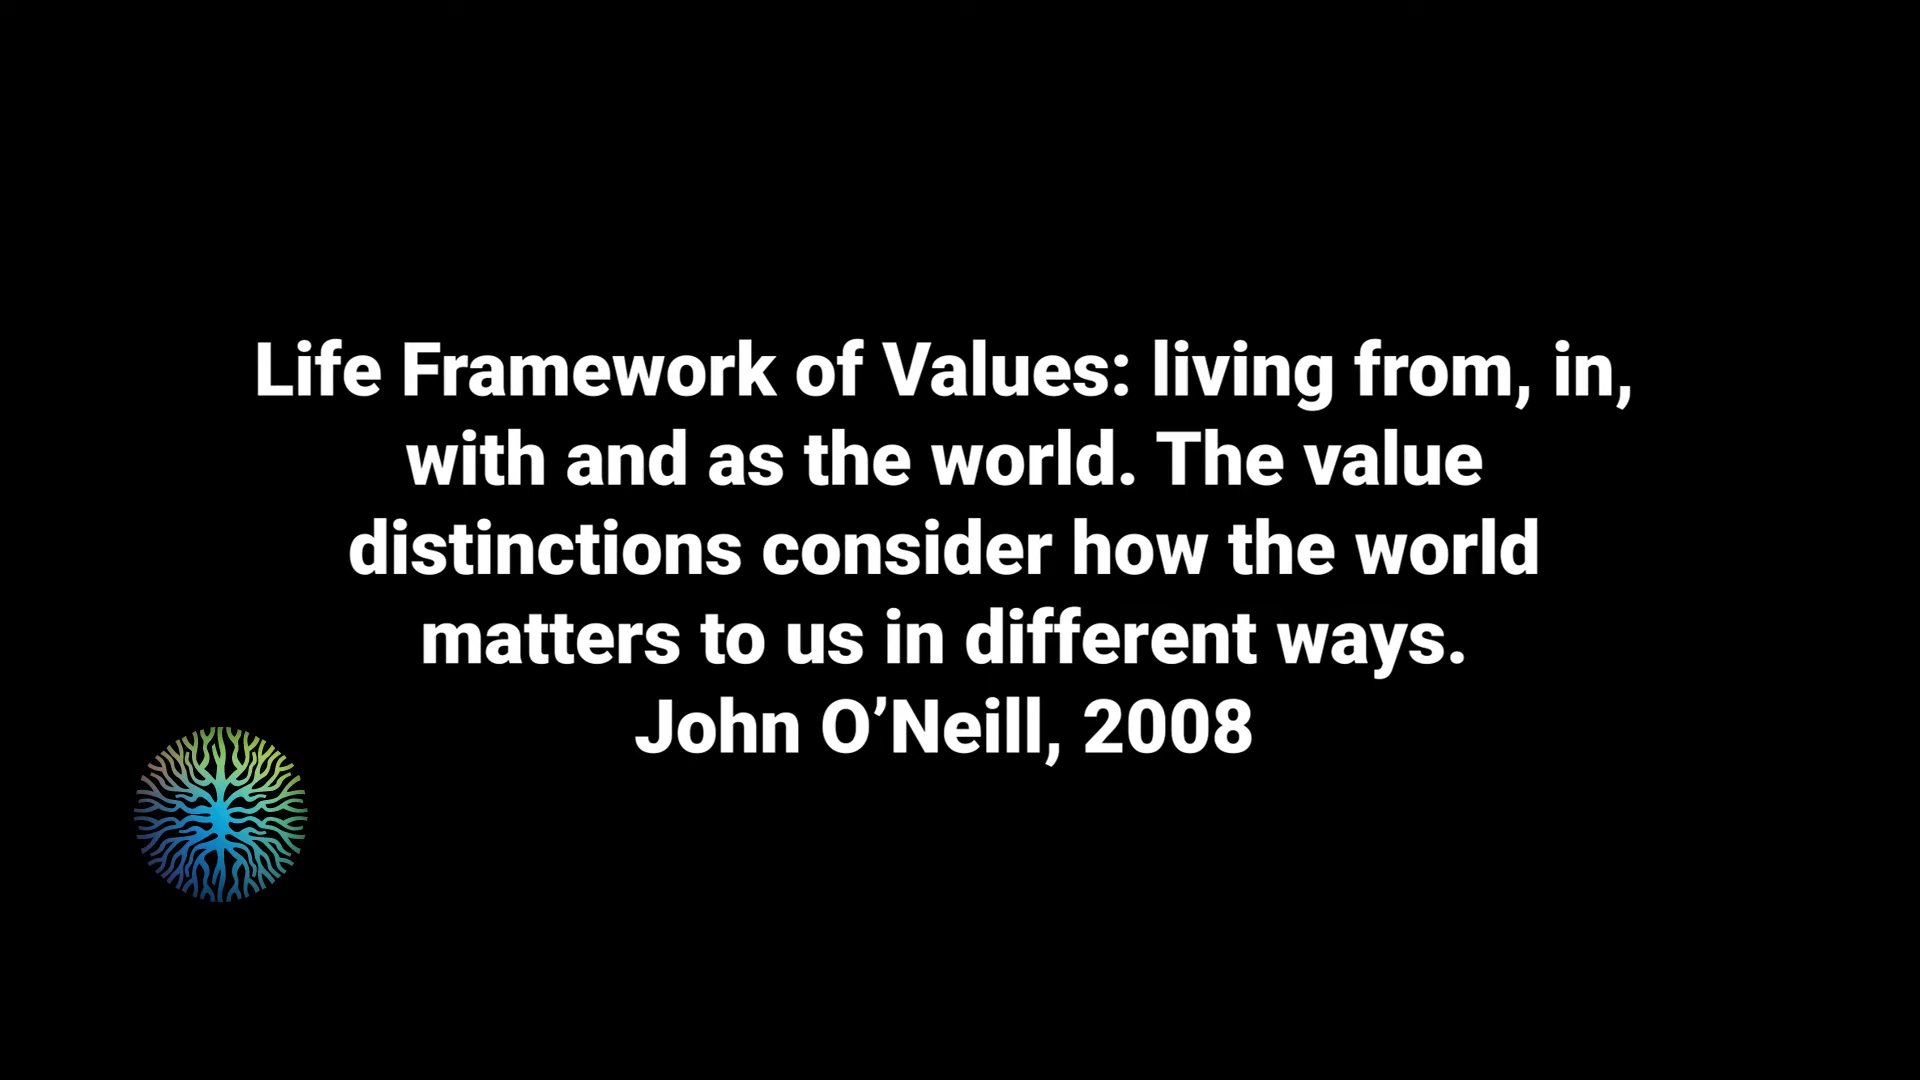 Life Framework of Values: living from, in,
with and as the world. The value
distinctions consider how the world
matters to us in different ways.
John O’Neill, 2008